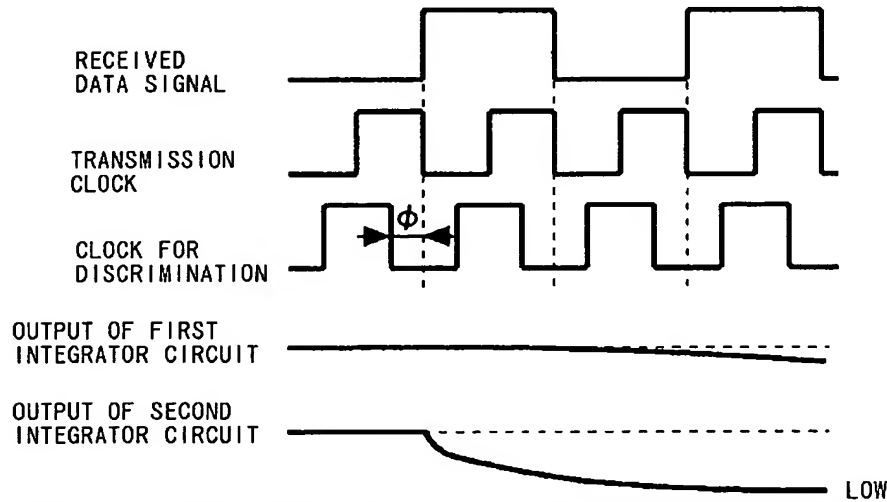 RECEIVED
DATA SIGNAL
TRANSMISSION
CLOCK
ϕ
CLOCK FOR
DISCRIMINATION
OUTPUT OF FIRST
INTEGRATOR CIRCUIT
OUTPUT OF SECOND
INTEGRATOR CIRCUIT
LOW